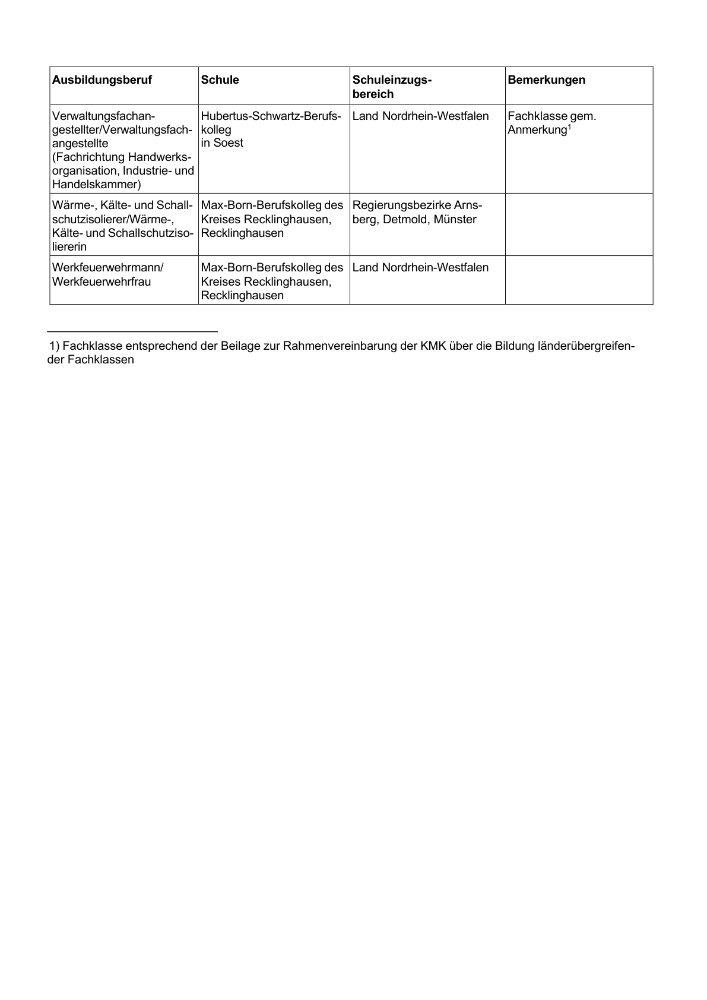 Ausbildungsberuf
Schule
Schuleinzugs-
bereich
Bemerkungen
Verwaltungsfachan-
gestellter/Verwaltungsfach-
angestellte
(Fachrichtung Handwerks-
organisation, Industrie- und
Handelskammer)
Hubertus-Schwartz-Berufs-
kolleg
in Soest
Land Nordrhein-Westfalen
Fachklasse gem.
Anmerkung¹
Wärme-, Kälte- und Schall-
schutzisolierer/Wärme-,
Kälte- und Schallschutziso-
liererin
Max-Born-Berufskolleg des
Kreises Recklinghausen,
Recklinghausen
Regierungsbezirke Arns-
berg, Detmold, Münster
Werkfeuerwehrmann/
Werkfeuerwehrfrau
Max-Born-Berufskolleg des
Kreises Recklinghausen,
Recklinghausen
Land Nordrhein-Westfalen
1) Fachklasse entsprechend der Beilage zur Rahmenvereinbarung der KMK über die Bildung länderübergreifen-
der Fachklassen